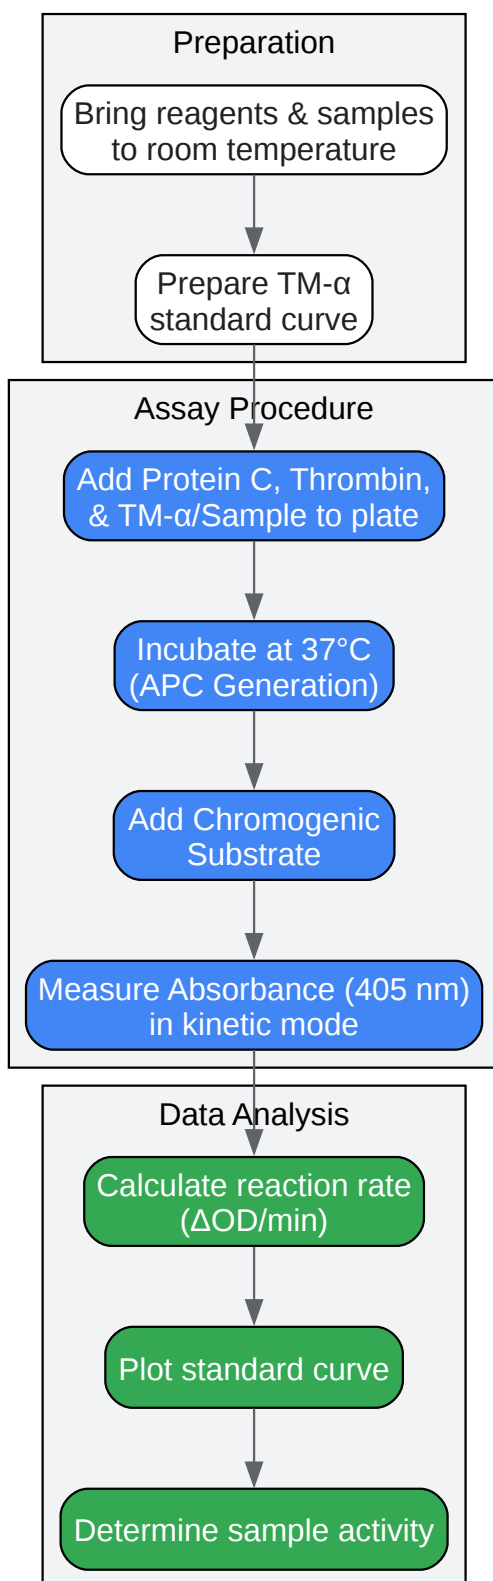 Preparation
Bring reagents & samples
to room temperature
Prepare TM-α
standard curve
Assay Procedure
Add Protein C, Thrombin,
& TM-α/Sample to plate
Incubate at 37°C
(APC Generation)
Add Chromogenic
Substrate
Measure Absorbance (405 nm)
in kinetic mode
Data Analysis
Calculate reaction rate
(ΔOD/min)
Plot standard curve
Determine sample activity